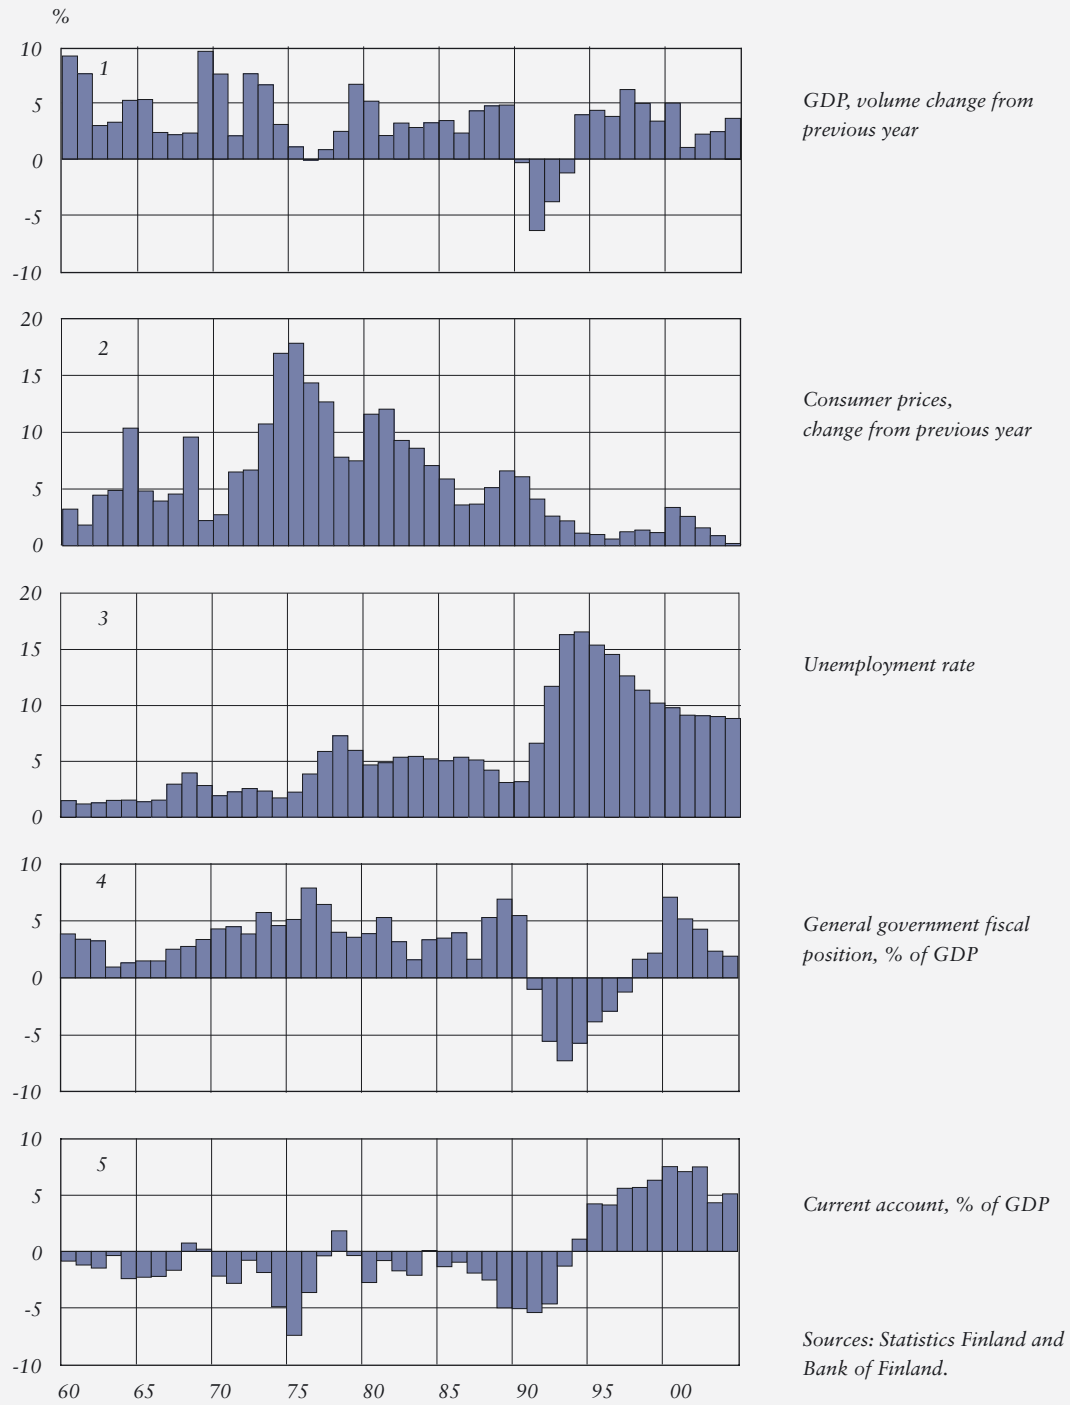 %
10
5
0
-5
-10
1
GDP, volume change from
previous year
20
15
10
5
0
2
Consumer prices,
change from previous year
20
15
10
5
0
3
Unemployment rate
10
5
0
-5
-10
4
General government fiscal
position, % of GDP
10
5
0
-5
-10
5
Current account, % of GDP
60 65 70 75 80 85 90 95 00
Sources: Statistics Finland and
Bank of Finland.